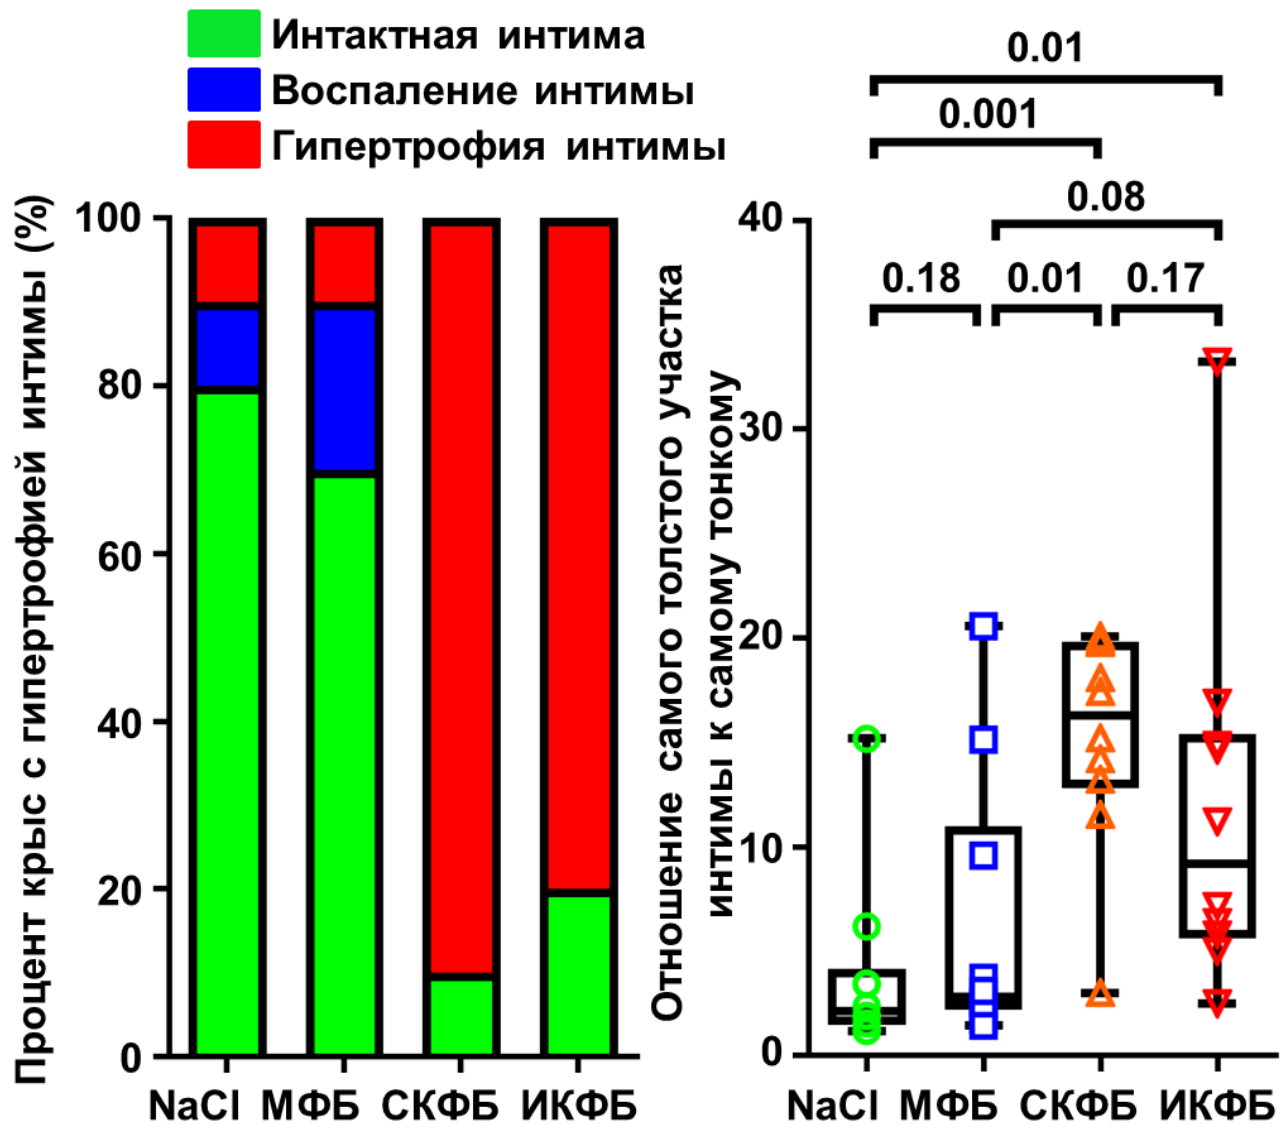 Интактная интима
Воспаление интимы
Гипертрофия интимы
Процент крыс с гипертрофией интимы (%)
100
80
60
40
20
0
NaCl МФБ СКФБ ИКФБ
Отношение самого толстого участка
интимы к самому тонкому
0.01
0.001
0.08
0.18 0.01 0.17
40
30
20
10
0
NaCl МФБ СКФБ ИКФБ